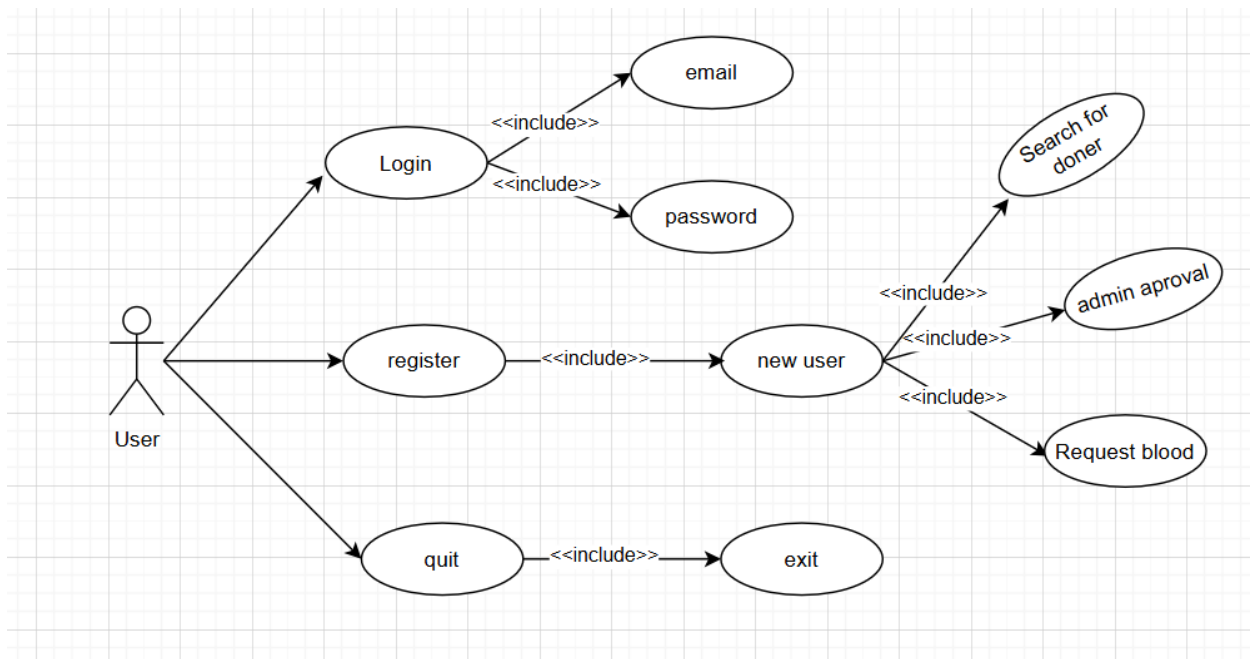 email
<<include>>
Login
<<include>>
password
Search for
doner
<<include>>
admin aproval
<<include>>
register
<<include>>
new user
<<include>>
Request blood
User
quit
<<include>>
exit